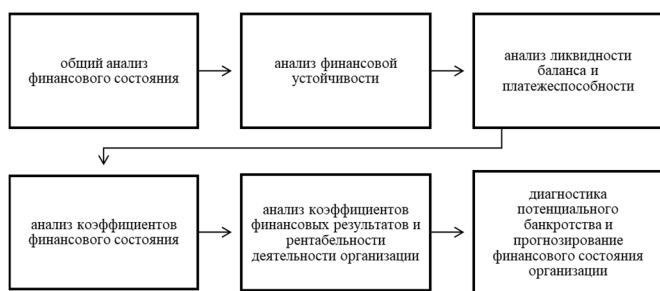 общий анализ
финансового состояния
анализ финансовой
устойчивости
анализ ликвидности
баланса и
платежеспособности
анализ коэффициентов
финансового состояния
анализ коэффициентов
финансовых результатов и
рентабельности
деятельности организации
диагностика
потенциального
банкротства и
прогнозирование
финансового состояния
организации